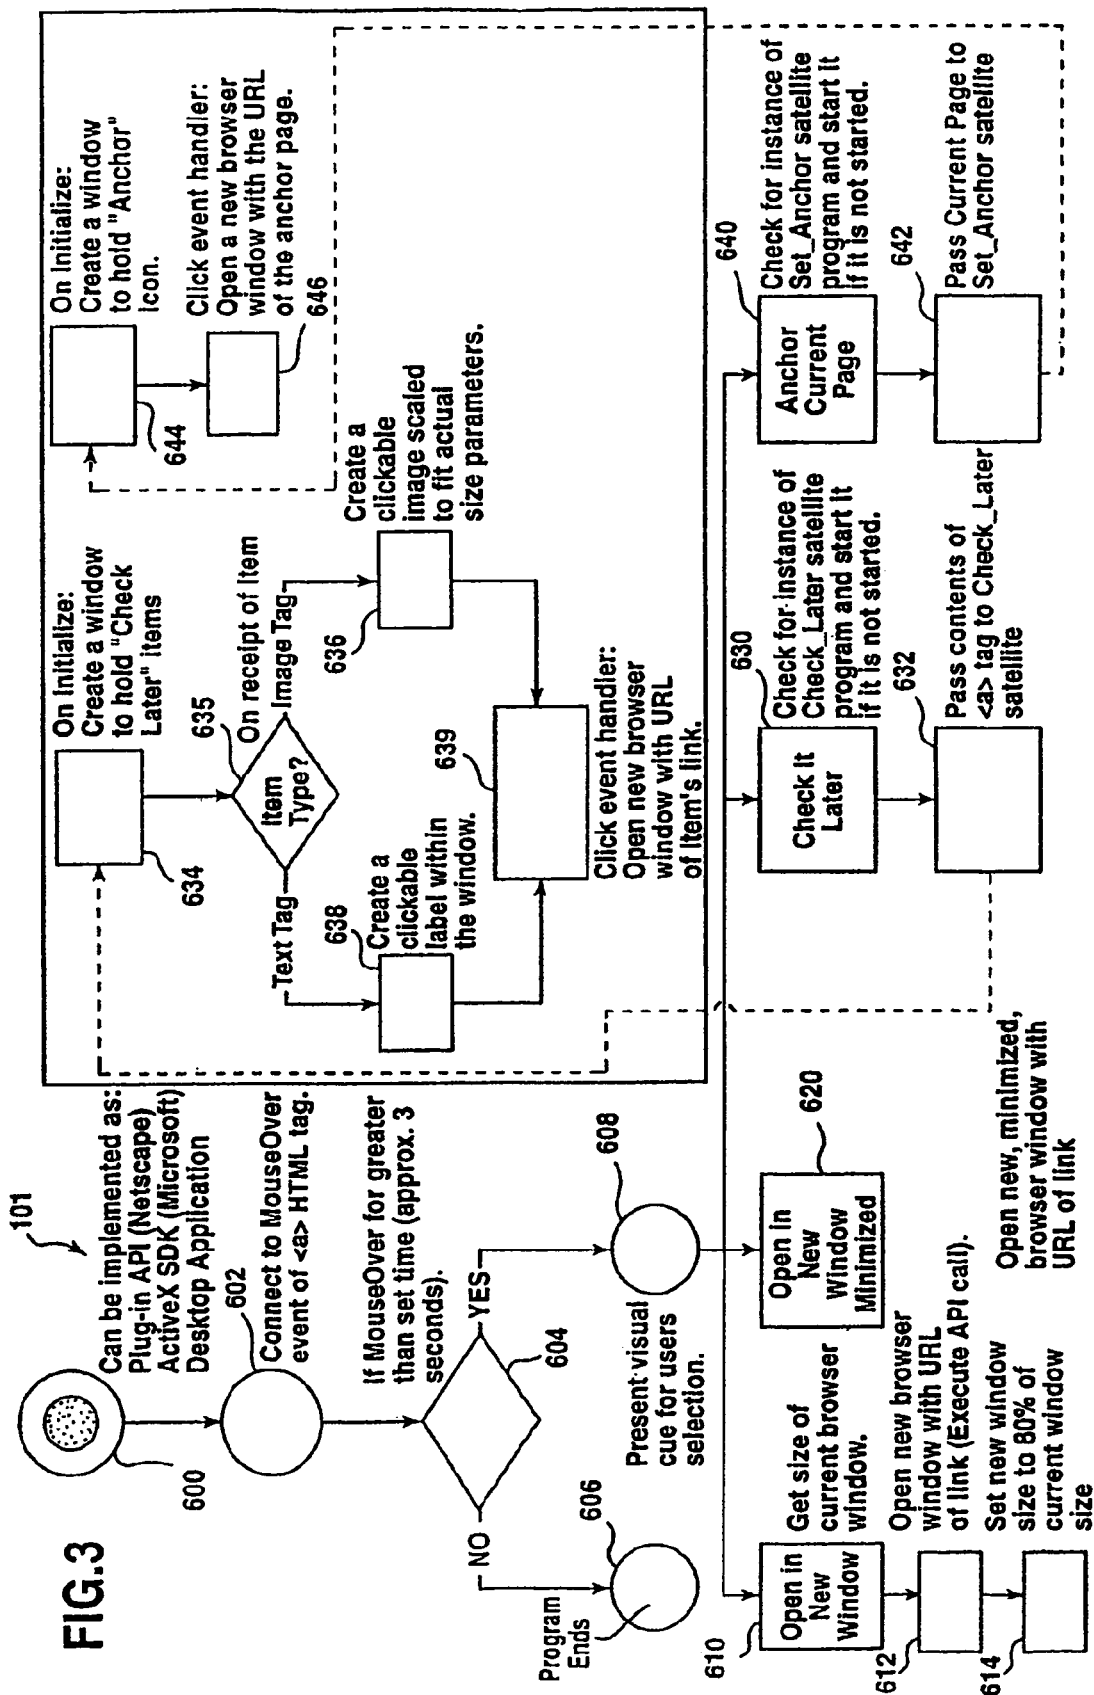 FIG.3
101
600
Can be implemented as:
Plug-in API (Netscape)
ActiveX SDK (Microsoft)
Desktop Application
602
Connect to MouseOver
event of <a> HTML tag.
If MouseOver for greater
than set time (approx. 3
seconds).
604
NO
YES
606
Program
Ends
608
Present visual
cue for users
selection.
610
Open in
New
Window
Get size of
current browser
window.
612
Open new browser
window with URL
of link (Execute API call).
614
Set new window
size to 80% of
current window
size
620
Open in
New
Window
Minimized
Open new, minimized,
browser window with
URL of link
630
Check It
Later
Check for instance of
Check_Later satellite
program and start it
if it is not started.
632
Pass contents of
<a> tag to Check_Later
satellite
640
Anchor
Current
Page
Check for instance of
Set_Anchor satellite
program and start it
if it is not started.
642
Pass Current Page to
Set_Anchor satellite
634
On Initialize:
Create a window
to hold "Check
Later" items
635
Item
Type?
On receipt of Item
Text Tag
Image Tag
638
Create a
clickable
label within
the window.
636
Create a
clickable
image scaled
to fit actual
size parameters.
639
Click event handler:
Open new browser
window with URL
of item's link.
644
On Initialize:
Create a window
to hold "Anchor"
icon.
646
Click event handler:
Open a new browser
window with the URL
of the anchor page.